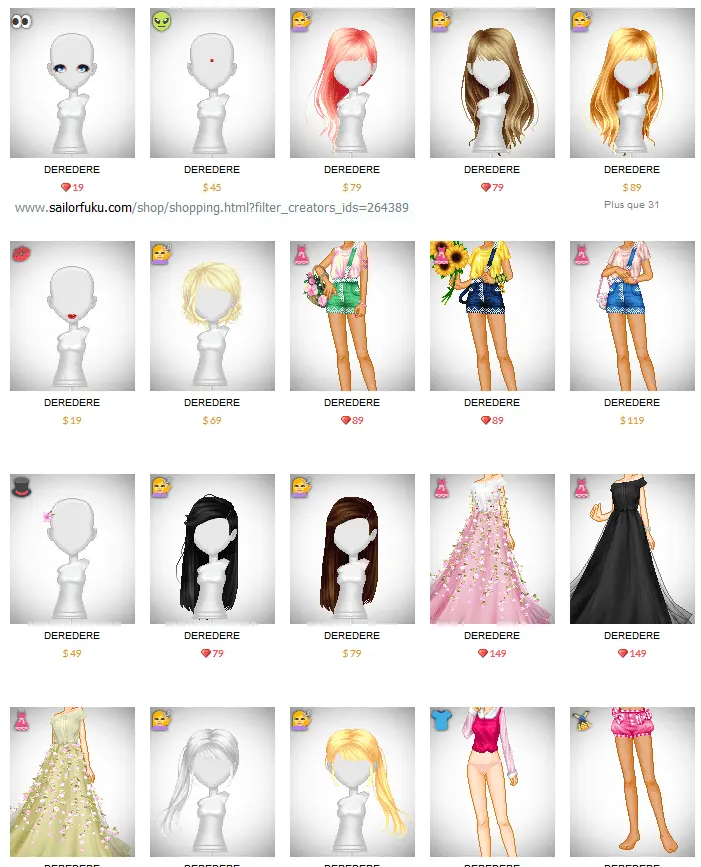 DEREDERE DEREDERE DEREDERE DEREDERE DEREDERE
19 $ 45 $ 79 79 $ 89
www.sailorfuku.com/shop/shopping.html?filter_creators_ids=264389 Plus que 31
DEREDERE DEREDERE DEREDERE DEREDERE DEREDERE
$ 19 $ 69 89 89 $ 119
DEREDERE DEREDERE DEREDERE DEREDERE DEREDERE
$ 49 79 $ 79 149 149
DEREDERE DEREDERE DEREDERE DEREDERE DEREDERE